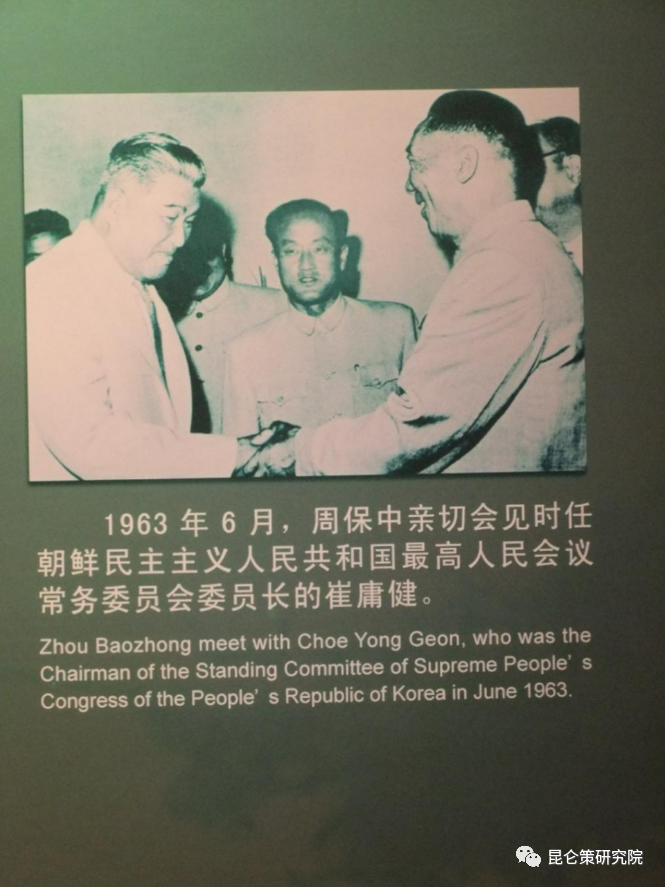 1963 年 6 月，周保中亲切会见时任
朝鲜民主主义人民共和国最高人民会议
常务委员会委员长的崔庸健。
Zhou Baozhong meet with Choe Yong Geon, who was the
Chairman of the Standing Committee of Supreme People’ s
Congress of the People’ s Republic of Korea in June 1963.
昆仑策研究院